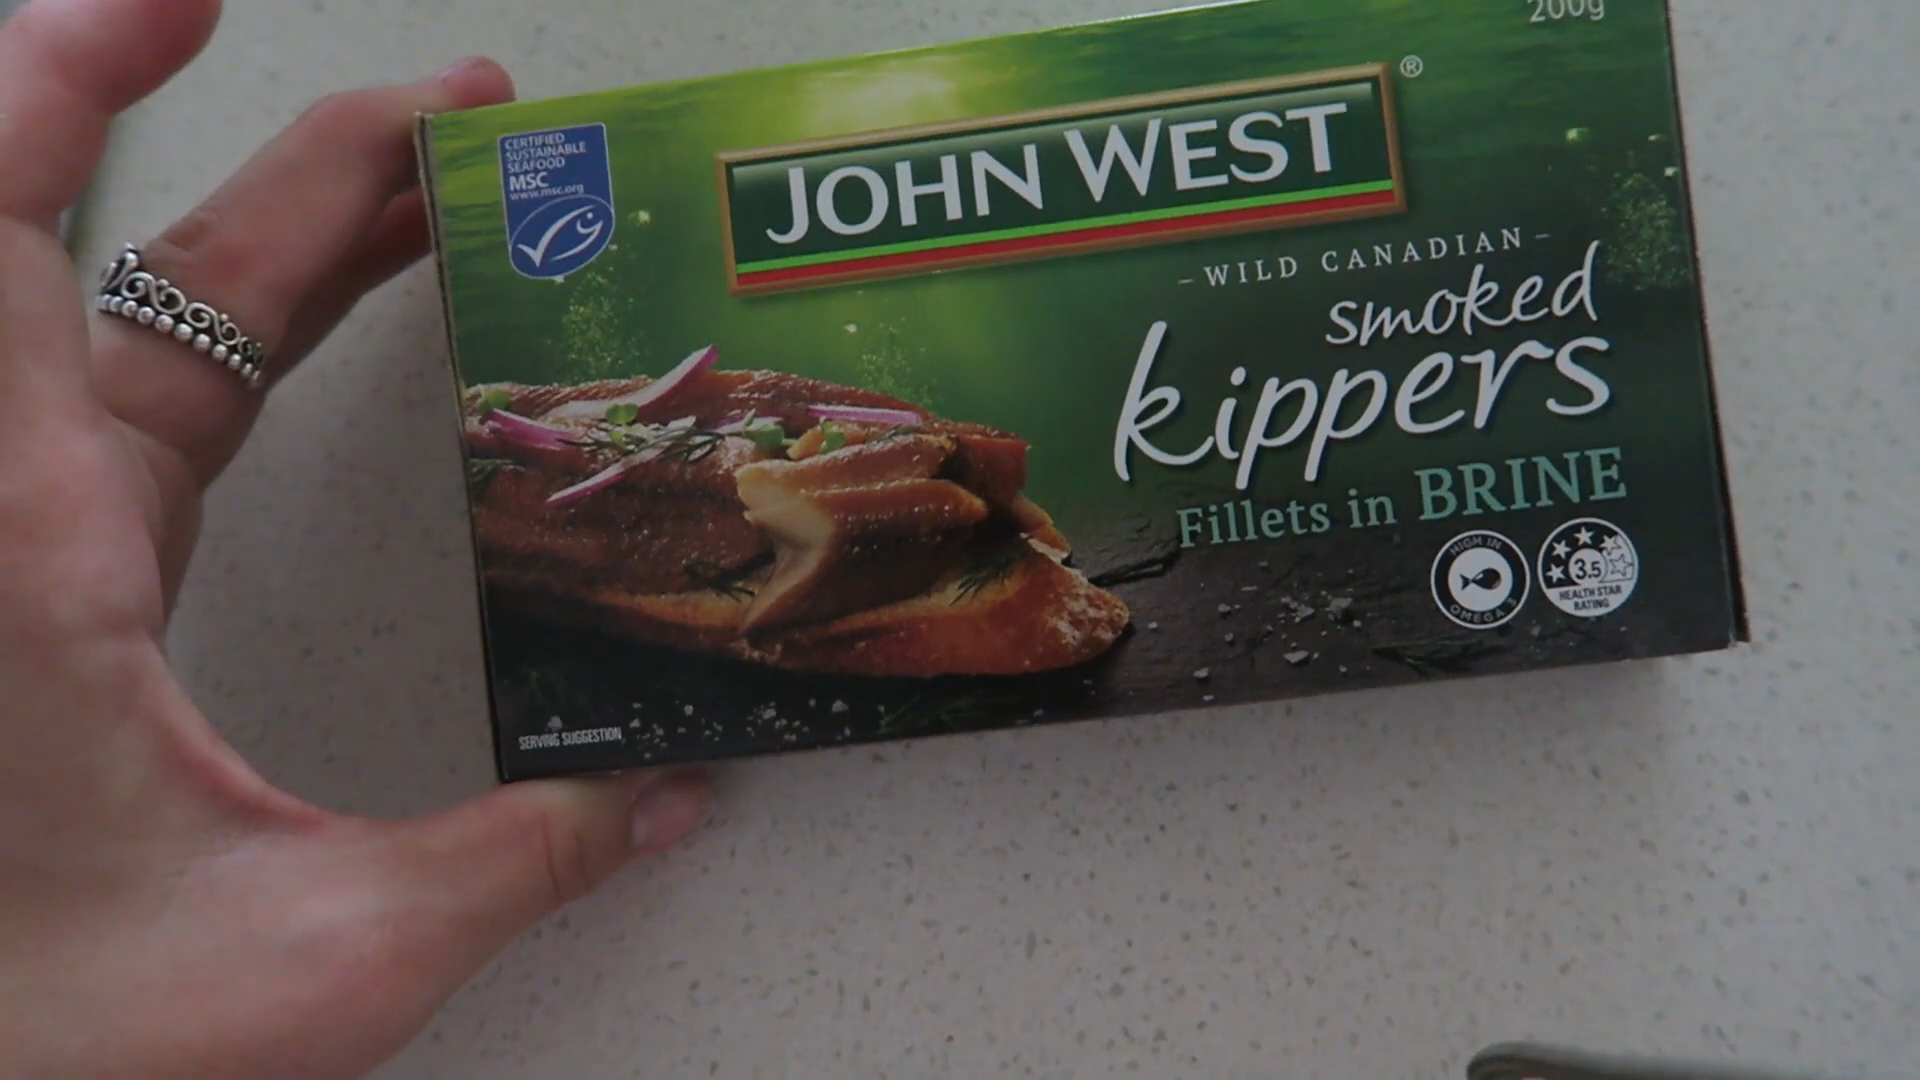 200g
CERTIFIED
SUSTAINABLE
SEAFOOD
MSC
www.msc.org
JOHN WEST®
– WILD CANADIAN –
smoked
kippers
Fillets in BRINE
HIGH IN
OMEGA 3
3.5
HEALTH STAR
RATING
SERVING SUGGESTION